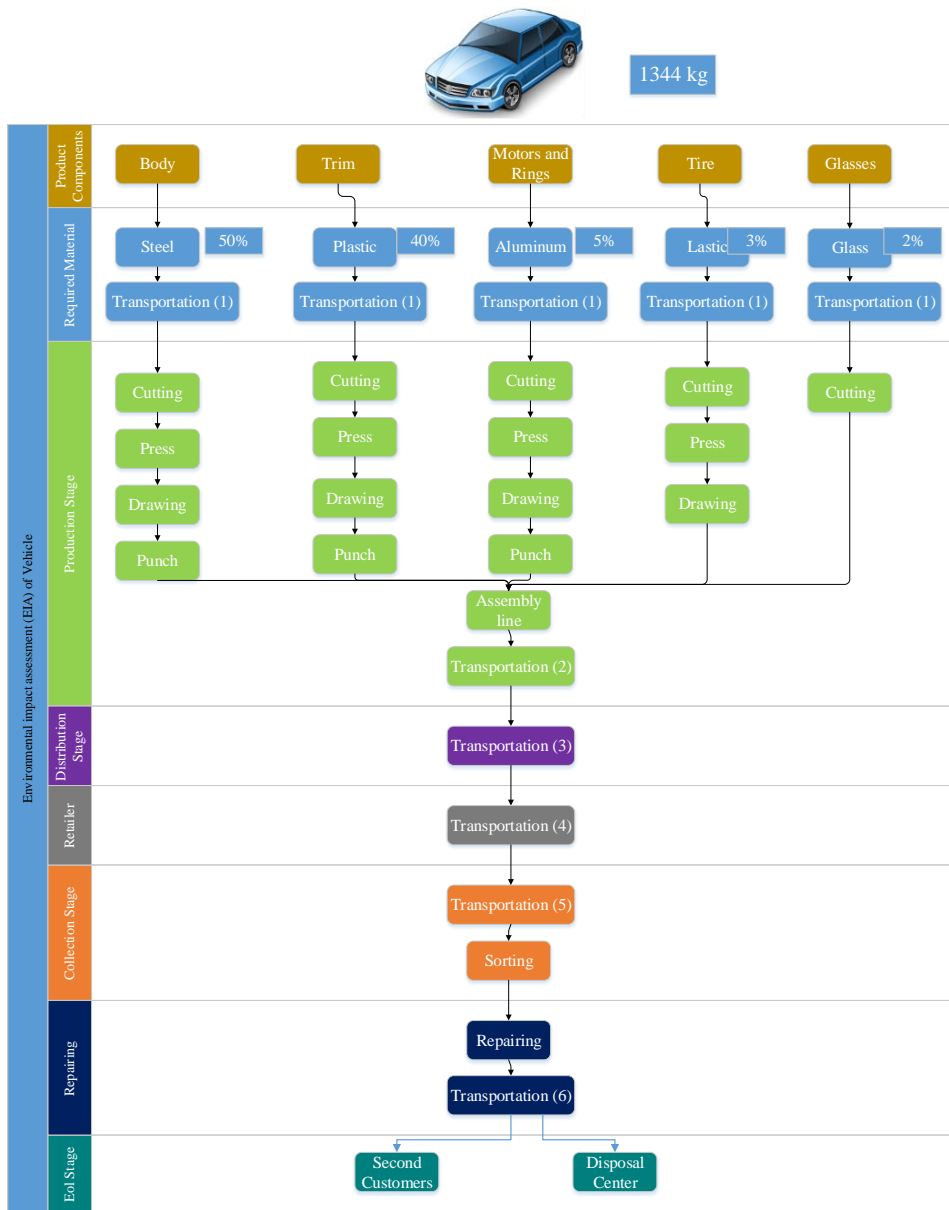 1344 kg
Environmental impact assessment (EIA) of Vehicle
Product
Components
Body
Trim
Motors and
Rings
Tire
Glasses
Required Material
Steel
50%
Plastic
40%
Aluminum
5%
Lastic
3%
Glass
2%
Transportation (1)
Transportation (1)
Transportation (1)
Transportation (1)
Transportation (1)
Production Stage
Cutting
Cutting
Cutting
Cutting
Cutting
Press
Press
Press
Press
Drawing
Drawing
Drawing
Drawing
Punch
Punch
Punch
Assembly
line
Transportation (2)
Distribution
Stage
Transportation (3)
Retailer
Transportation (4)
Collection Stage
Transportation (5)
Sorting
Repairing
Repairing
Transportation (6)
Eol Stage
Second
Customers
Disposal
Center